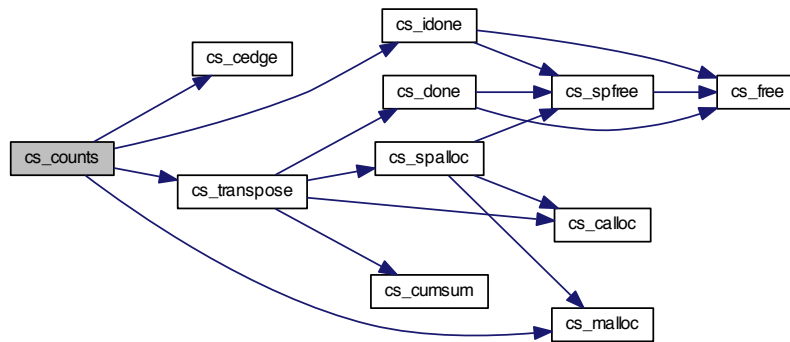 cs_idone
cs_cedge
cs_done
cs_spfree
cs_free
cs_counts
cs_spalloc
cs_transpose
cs_calloc
cs_cumsum
cs_malloc